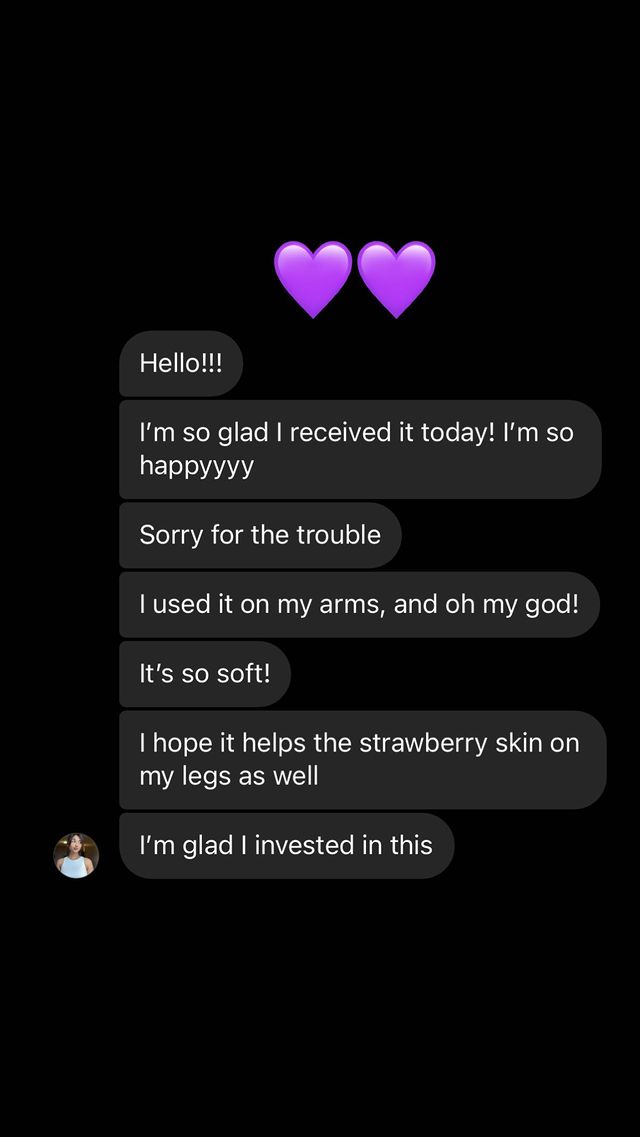 💜💜
Hello!!!
I’m so glad I received it today! I’m so
happyyyy
Sorry for the trouble
I used it on my arms, and oh my god!
It’s so soft!
I hope it helps the strawberry skin on
my legs as well
I’m glad I invested in this